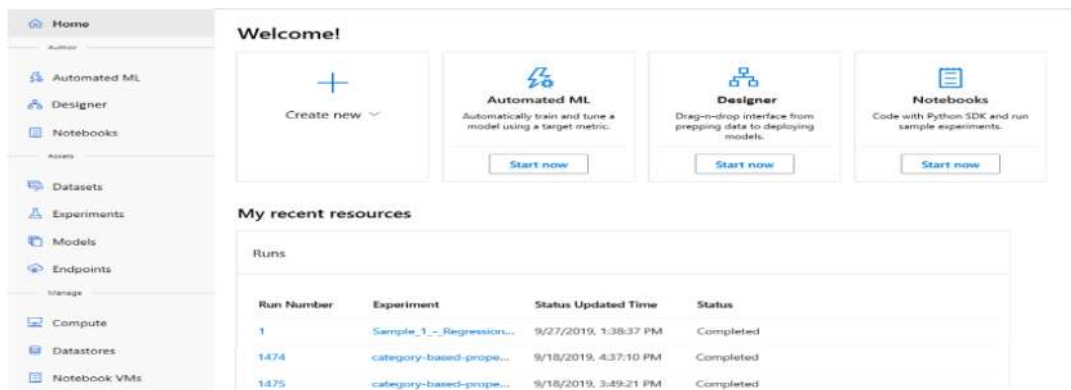 Home
Author
Automated ML
Designer
Notebooks
Assets
Datasets
Experiments
Models
Endpoints
Manage
Compute
Datastores
Notebook VMs
Welcome!
Create new
Automated ML
Automatically train and tune a
model using a target metric.
Start now
Designer
Drag-n-drop interface from
prepping data to deploying
models.
Start now
Notebooks
Code with Python SDK and run
sample experiments.
Start now
My recent resources
Runs
Run Number Experiment Status Updated Time Status
1 Sample_1_-_Regression... 9/27/2019, 1:38:37 PM Completed
1474 category-based-prope... 9/18/2019, 4:37:10 PM Completed
1475 category-based-prope... 9/18/2019, 3:49:21 PM Completed